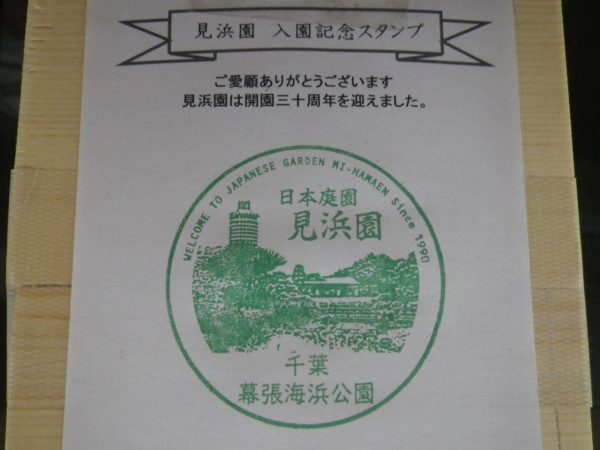 見浜園 入園記念スタンプ
ご愛顧ありがとうございます
見浜園は開園三十周年を迎えました。
WELCOME TO JAPANESE GARDEN MI-HAMAEN since 1990
日本庭園
見浜園
千葉
幕張海浜公園